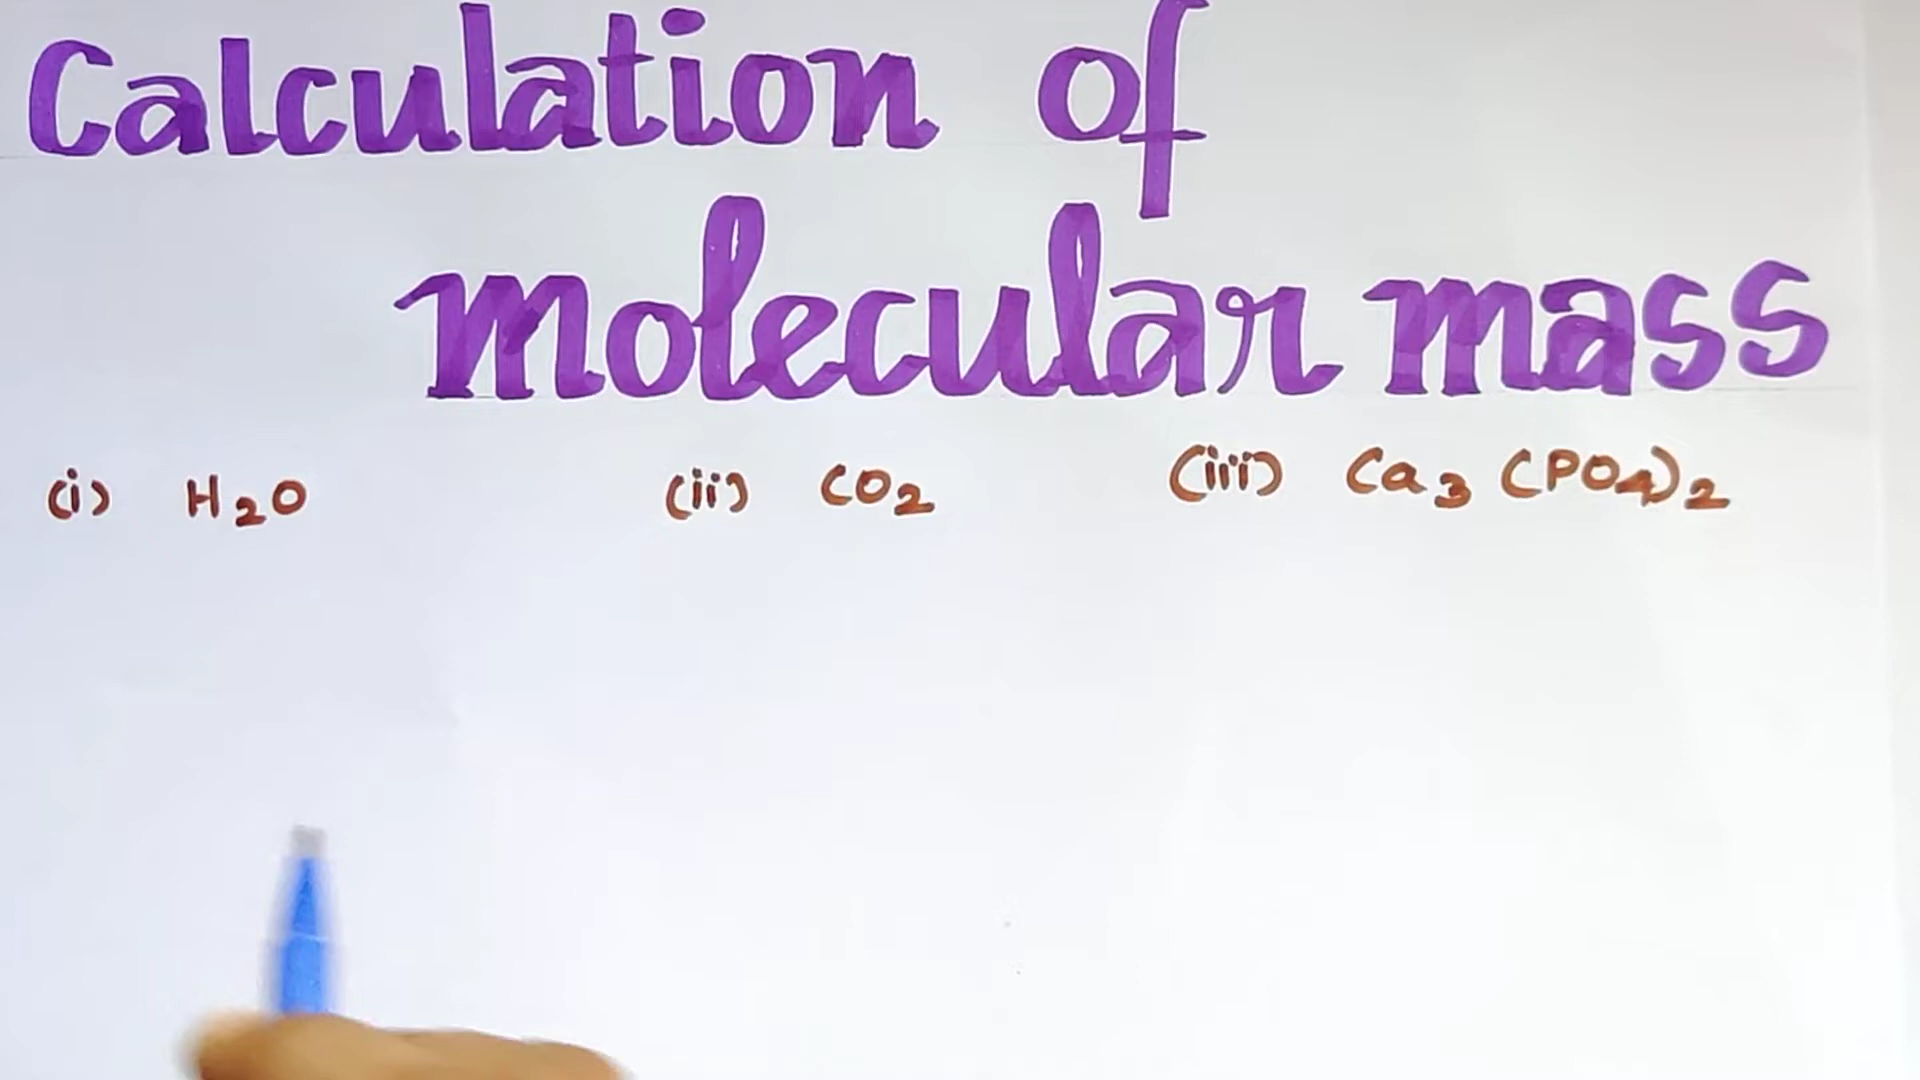 Calculation of
molecular mass
(i) H₂O (ii) CO₂ (iii) Ca₃(PO₄)₂